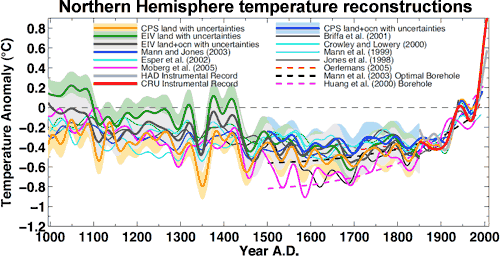 Northern Hemisphere temperature reconstructions
CPS land with uncertainties
EIV land with uncertainties
EIV land+ocn with uncertainties
Mann and Jones (2003)
Esper et al. (2002)
Moberg et al. (2005)
HAD Instrumental Record
CRU Instrumental Record
CPS land+ocn with uncertainties
Briffa et al. (2001)
Crowley and Lowery (2000)
Mann et al. (1999)
Jones et al. (1998)
Oerlemans (2005)
Mann et al. (2003) Optimal Borehole
Huang et al. (2000) Borehole
Temperature Anomaly (°C)
0.8
0.6
0.4
0.2
0
−0.2
−0.4
−0.6
−0.8
−1
−1.2
1000 1100 1200 1300 1400 1500 1600 1700 1800 1900 2000
Year A.D.